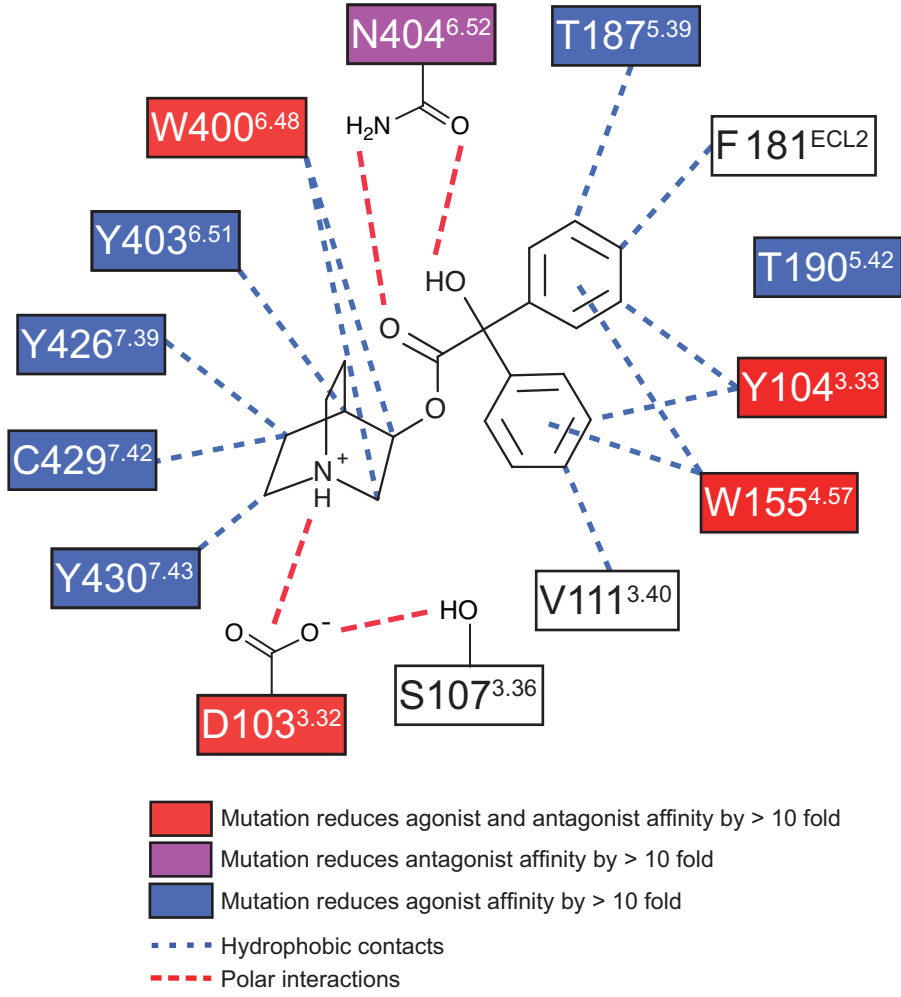 N404^6.52
T187^5.39
W400^6.48
H₂N
O
F 181^ECL2
Y403^6.51
T190^5.42
HO
O
Y426^7.39
Y104^3.33
O
C429^7.42
N+
H
W155^4.57
Y430^7.43
V111^3.40
O
O-
HO
S107^3.36
D103^3.32
Mutation reduces agonist and antagonist affinity by > 10 fold
Mutation reduces antagonist affinity by > 10 fold
Mutation reduces agonist affinity by > 10 fold
Hydrophobic contacts
Polar interactions